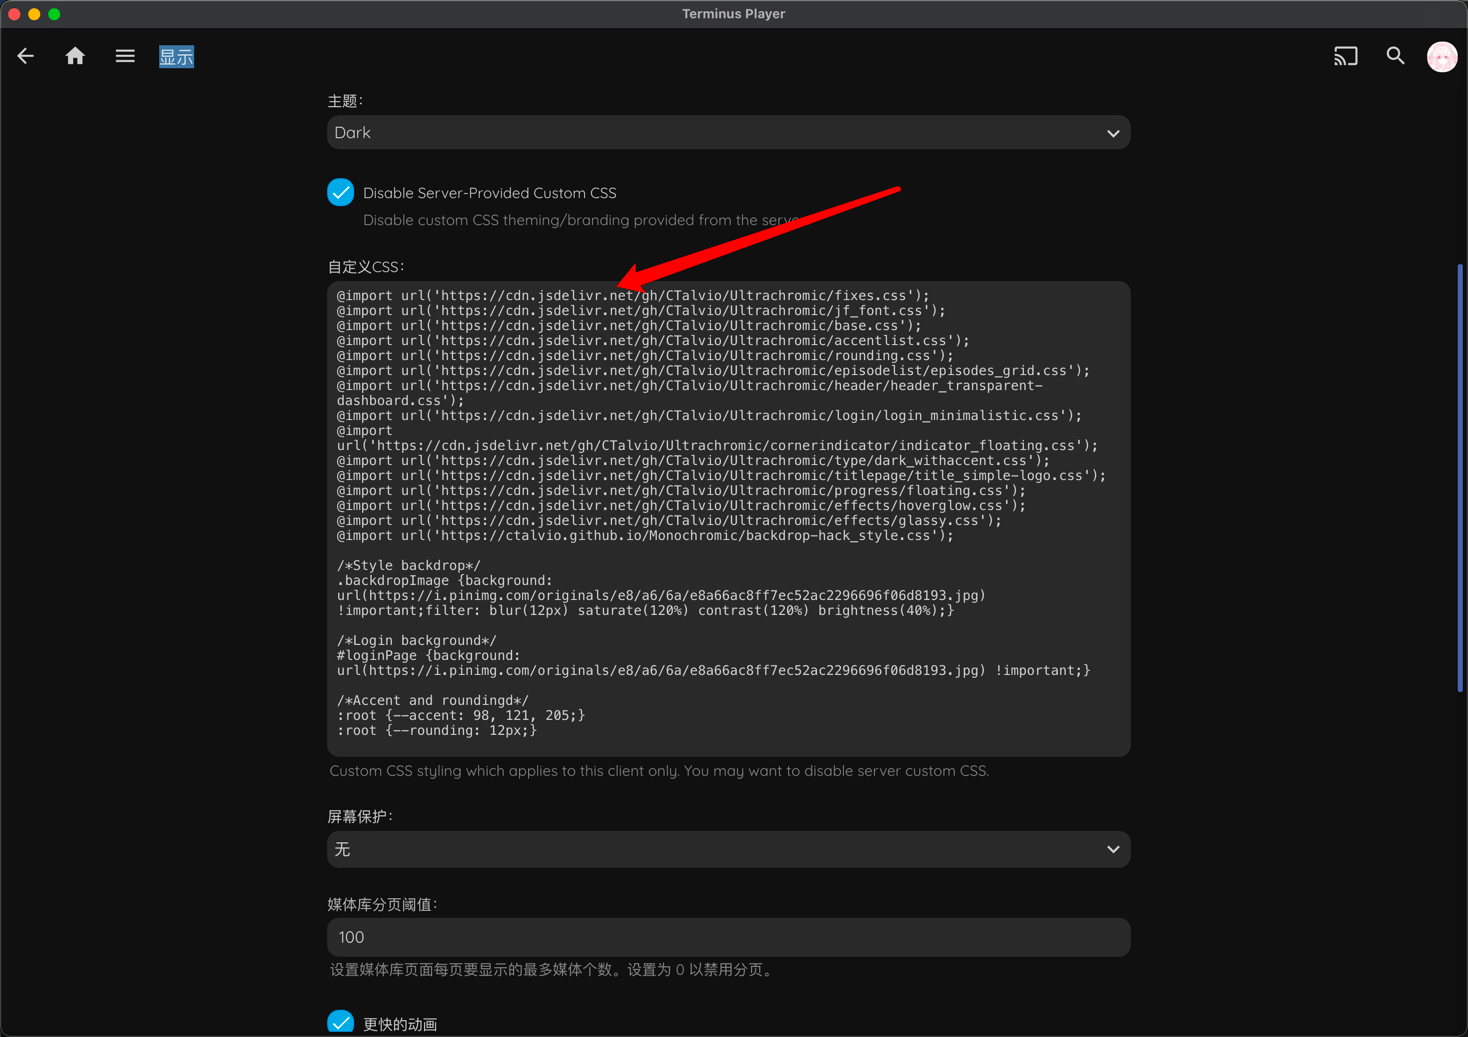 Terminus Player
显示
主题：
Dark
Disable Server-Provided Custom CSS
Disable custom CSS theming/branding provided from the
自定义CSS：
@import url('https://cdn.jsdelivr.net/gh/CTalvio/Ultrachromic/fixes.css');
@import url('https://cdn.jsdelivr.net/gh/CTalvio/Ultrachromic/jf_font.css');
@import url('https://cdn.jsdelivr.net/gh/CTalvio/Ultrachromic/base.css');
@import url('https://cdn.jsdelivr.net/gh/CTalvio/Ultrachromic/accentlist.css');
@import url('https://cdn.jsdelivr.net/gh/CTalvio/Ultrachromic/rounding.css');
@import url('https://cdn.jsdelivr.net/gh/CTalvio/Ultrachromic/episodelist/episodes_grid.css');
@import url('https://cdn.jsdelivr.net/gh/CTalvio/Ultrachromic/header/header_transparent-
dashboard.css');
@import url('https://cdn.jsdelivr.net/gh/CTalvio/Ultrachromic/login/login_minimalistic.css');
@import
url('https://cdn.jsdelivr.net/gh/CTalvio/Ultrachromic/cornerindicator/indicator_floating.css');
@import url('https://cdn.jsdelivr.net/gh/CTalvio/Ultrachromic/type/dark_withaccent.css');
@import url('https://cdn.jsdelivr.net/gh/CTalvio/Ultrachromic/titlepage/title_simple-logo.css');
@import url('https://cdn.jsdelivr.net/gh/CTalvio/Ultrachromic/progress/floating.css');
@import url('https://cdn.jsdelivr.net/gh/CTalvio/Ultrachromic/effects/hoverglow.css');
@import url('https://cdn.jsdelivr.net/gh/CTalvio/Ultrachromic/effects/glassy.css');
@import url('https://ctalvio.github.io/Monochromic/backdrop-hack_style.css');
/*Style backdrop*/
.backdropImage {background:
url(https://i.pinimg.com/originals/e8/a6/6a/e8a66ac8ff7ec52ac2296696f06d8193.jpg)
!important;filter: blur(12px) saturate(120%) contrast(120%) brightness(40%);}
/*Login background*/
#loginPage {background:
url(https://i.pinimg.com/originals/e8/a6/6a/e8a66ac8ff7ec52ac2296696f06d8193.jpg) !important;}
/*Accent and roundingd*/
:root {--accent: 98, 121, 205;}
:root {--rounding: 12px;}
Custom CSS styling which applies to this client only. You may want to disable server custom CSS.
屏幕保护：
无
媒体库分页阈值：
100
设置媒体库页面每页要显示的最多媒体个数。设置为 0 以禁用分页。
更快的动画